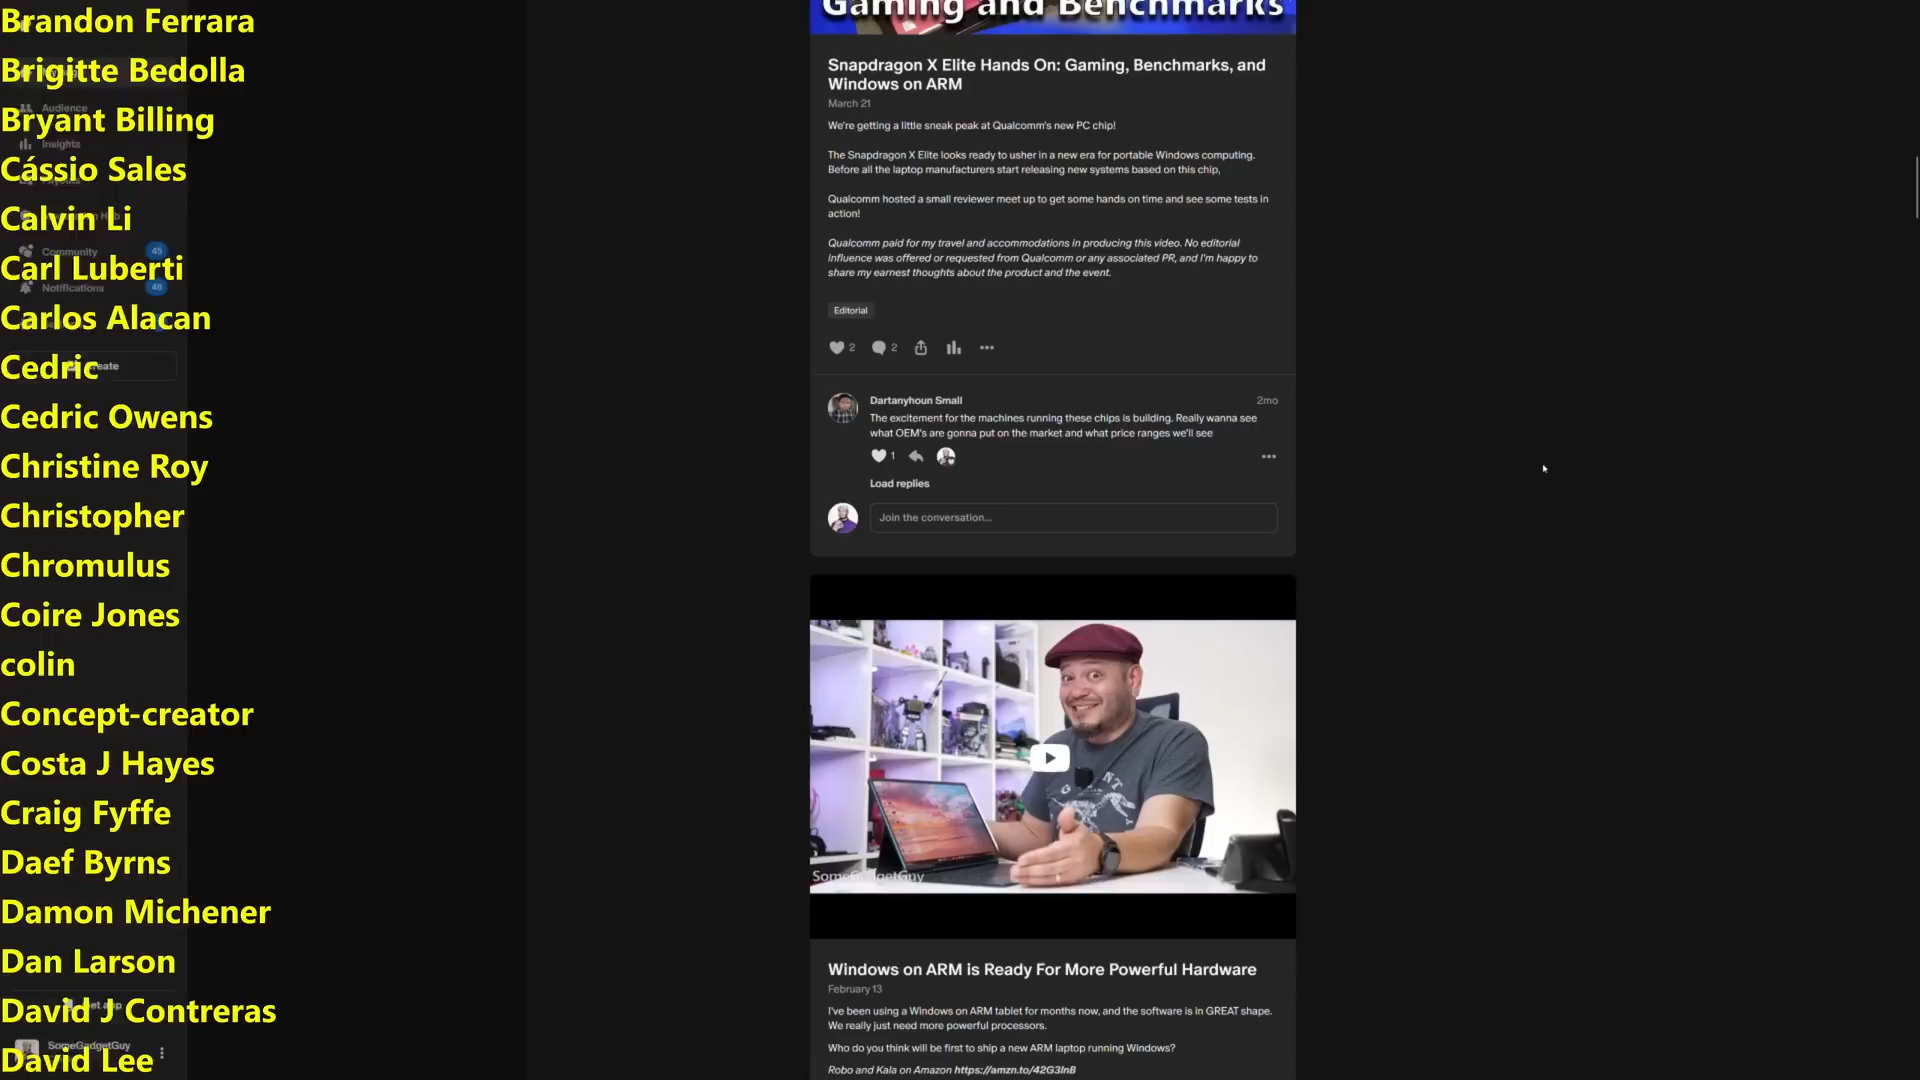 Brandon Ferrara
Brigitte Bedolla
Bryant Billing
Cássio Sales
Calvin Li
Carl Luberti
Carlos Alacan
Cedric
Cedric Owens
Christine Roy
Christopher
Chromulus
Coire Jones
colin
Concept-creator
Costa J Hayes
Craig Fyffe
Daef Byrns
Damon Michener
Dan Larson
David J Contreras
David Lee
Audience
Insights
Community
45
Notifications
48
SomeGadgetGuy
Gaming and Benchmarks
Snapdragon X Elite Hands On: Gaming, Benchmarks, and
Windows on ARM
March 21
We're getting a little sneak peak at Qualcomm's new PC chip!
The Snapdragon X Elite looks ready to usher in a new era for portable Windows computing.
Before all the laptop manufacturers start releasing new systems based on this chip,
Qualcomm hosted a small reviewer meet up to get some hands on time and see some tests in
action!
Qualcomm paid for my travel and accommodations in producing this video. No editorial
influence was offered or requested from Qualcomm or any associated PR, and I'm happy to
share my earnest thoughts about the product and the event.
Editorial
2 2
Dartanyhoun Small 2mo
The excitement for the machines running these chips is building. Really wanna see
what OEM's are gonna put on the market and what price ranges we'll see
1
Load replies
Join the conversation...
SomeGadgetGuy
Windows on ARM is Ready For More Powerful Hardware
February 13
I've been using a Windows on ARM tablet for months now, and the software is in GREAT shape.
We really just need more powerful processors.
Who do you think will be first to ship a new ARM laptop running Windows?
Robo and Kala on Amazon https://amzn.to/42G3InB